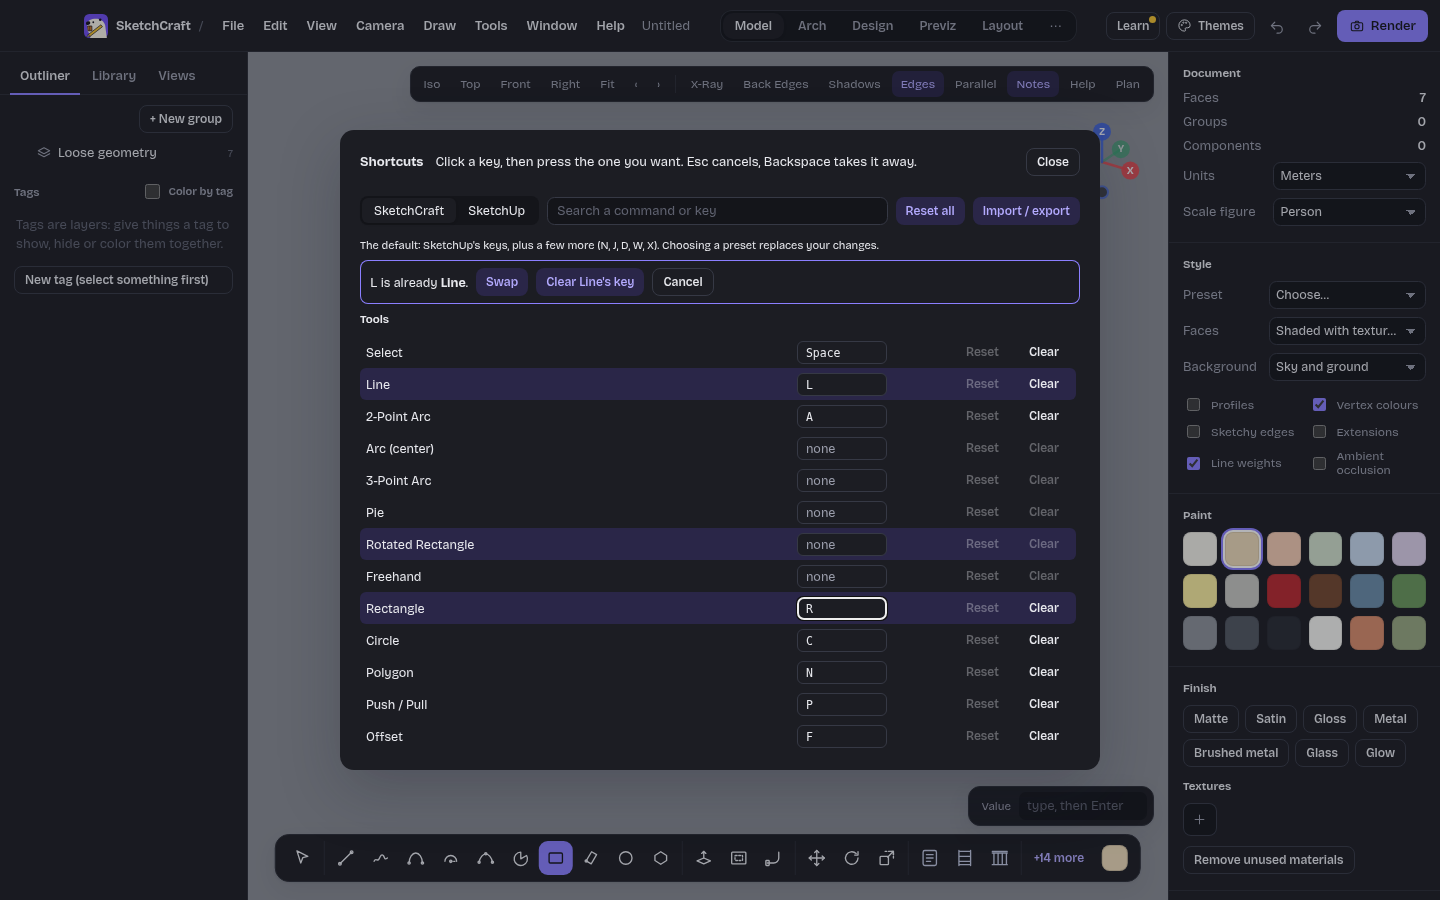 SketchCraft / File Edit View Camera Draw Tools Window Help Untitled Model Arch Design Previz Layout ··· Learn Themes Render
Outliner Library Views
+ New group
Loose geometry 7
Tags Color by tag
Tags are layers: give things a tag to
show, hide or color them together.
New tag (select something first)
Iso Top Front Right Fit ‹ › X-Ray Back Edges Shadows Edges Parallel Notes Help Plan
Z
Y
X
Shortcuts Click a key, then press the one you want. Esc cancels, Backspace takes it away. Close
SketchCraft SketchUp Search a command or key Reset all Import / export
The default: SketchUp's keys, plus a few more (N, J, D, W, X). Choosing a preset replaces your changes.
L is already Line. Swap Clear Line's key Cancel
Tools
Select Space Reset Clear
Line L Reset Clear
2-Point Arc A Reset Clear
Arc (center) none Reset Clear
3-Point Arc none Reset Clear
Pie none Reset Clear
Rotated Rectangle none Reset Clear
Freehand none Reset Clear
Rectangle R Reset Clear
Circle C Reset Clear
Polygon N Reset Clear
Push / Pull P Reset Clear
Offset F Reset Clear
Value type, then Enter
+14 more
Document
Faces 7
Groups 0
Components 0
Units Meters
Scale figure Person
Style
Preset Choose...
Faces Shaded with textur...
Background Sky and ground
Profiles Vertex colours
Sketchy edges Extensions
Line weights Ambient
occlusion
Paint
Finish
Matte Satin Gloss Metal
Brushed metal Glass Glow
Textures
+
Remove unused materials